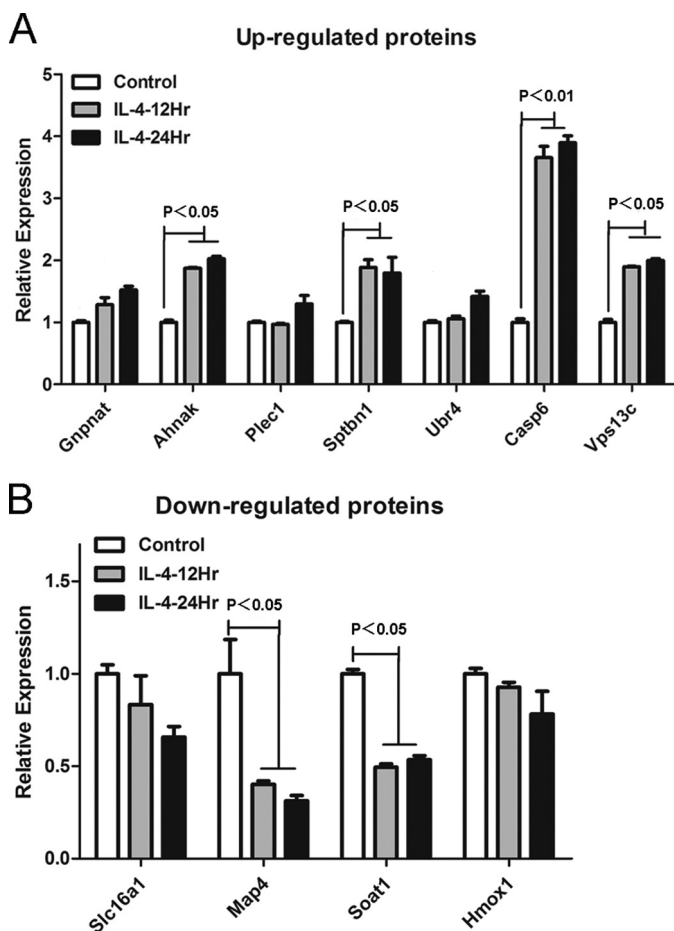 A
Up-regulated proteins
Control
IL-4-12Hr
IL-4-24Hr
P<0.05
P<0.05
P<0.01
P<0.05
Relative Expression
5
4
3
2
1
0
Gnpnat
Ahnak
Plec1
Sptbn1
Ubr4
Casp6
Vps13c
B
Down-regulated proteins
Control
IL-4-12Hr
IL-4-24Hr
P<0.05
P<0.05
Relative Expression
1.5
1.0
0.5
0.0
Slc16a1
Map4
Soat1
Hmox1